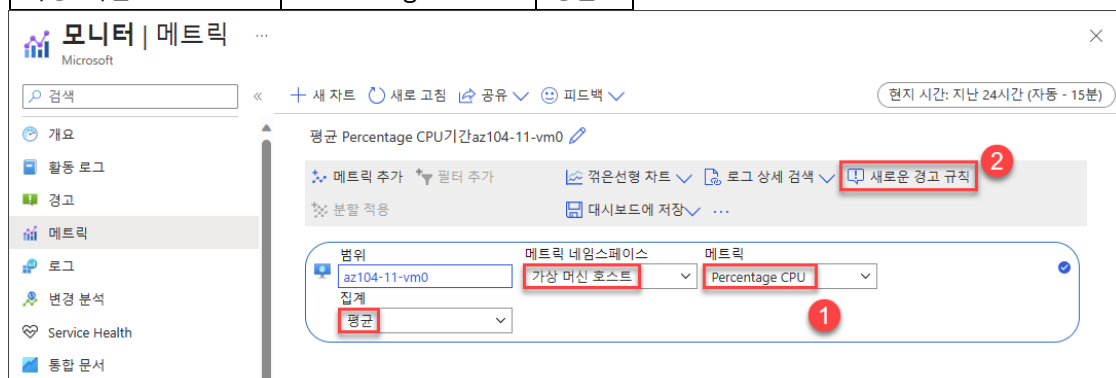 모니터 | 메트릭 ...
Microsoft
검색 «
+ 새 차트 새로 고침 공유 피드백 현지 시간: 지난 24시간 (자동 - 15분)
개요
활동 로그
경고
메트릭
로그
변경 분석
Service Health
통합 문서
평균 Percentage CPU기간az104-11-vm0
메트릭 추가 필터 추가 꺾은선형 차트 로그 상세 검색 새로운 경고 규칙 2
분할 적용 대시보드에 저장 ...
범위 메트릭 네임스페이스 메트릭
az104-11-vm0 가상 머신 호스트 Percentage CPU
집계
평균 1